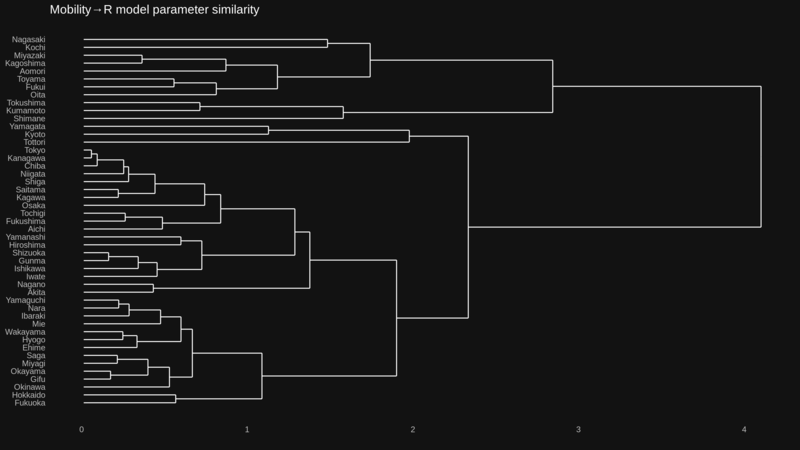 Mobility→R model parameter similarity
Nagasaki
Kochi
Miyazaki
Kagoshima
Aomori
Toyama
Fukui
Oita
Tokushima
Kumamoto
Shimane
Yamagata
Kyoto
Tottori
Tokyo
Kanagawa
Chiba
Niigata
Shiga
Saitama
Kagawa
Osaka
Tochigi
Fukushima
Aichi
Yamanashi
Hiroshima
Shizuoka
Gunma
Ishikawa
Iwate
Nagano
Akita
Yamaguchi
Nara
Ibaraki
Mie
Wakayama
Hyogo
Ehime
Saga
Miyagi
Okayama
Gifu
Okinawa
Hokkaido
Fukuoka
0 1 2 3 4